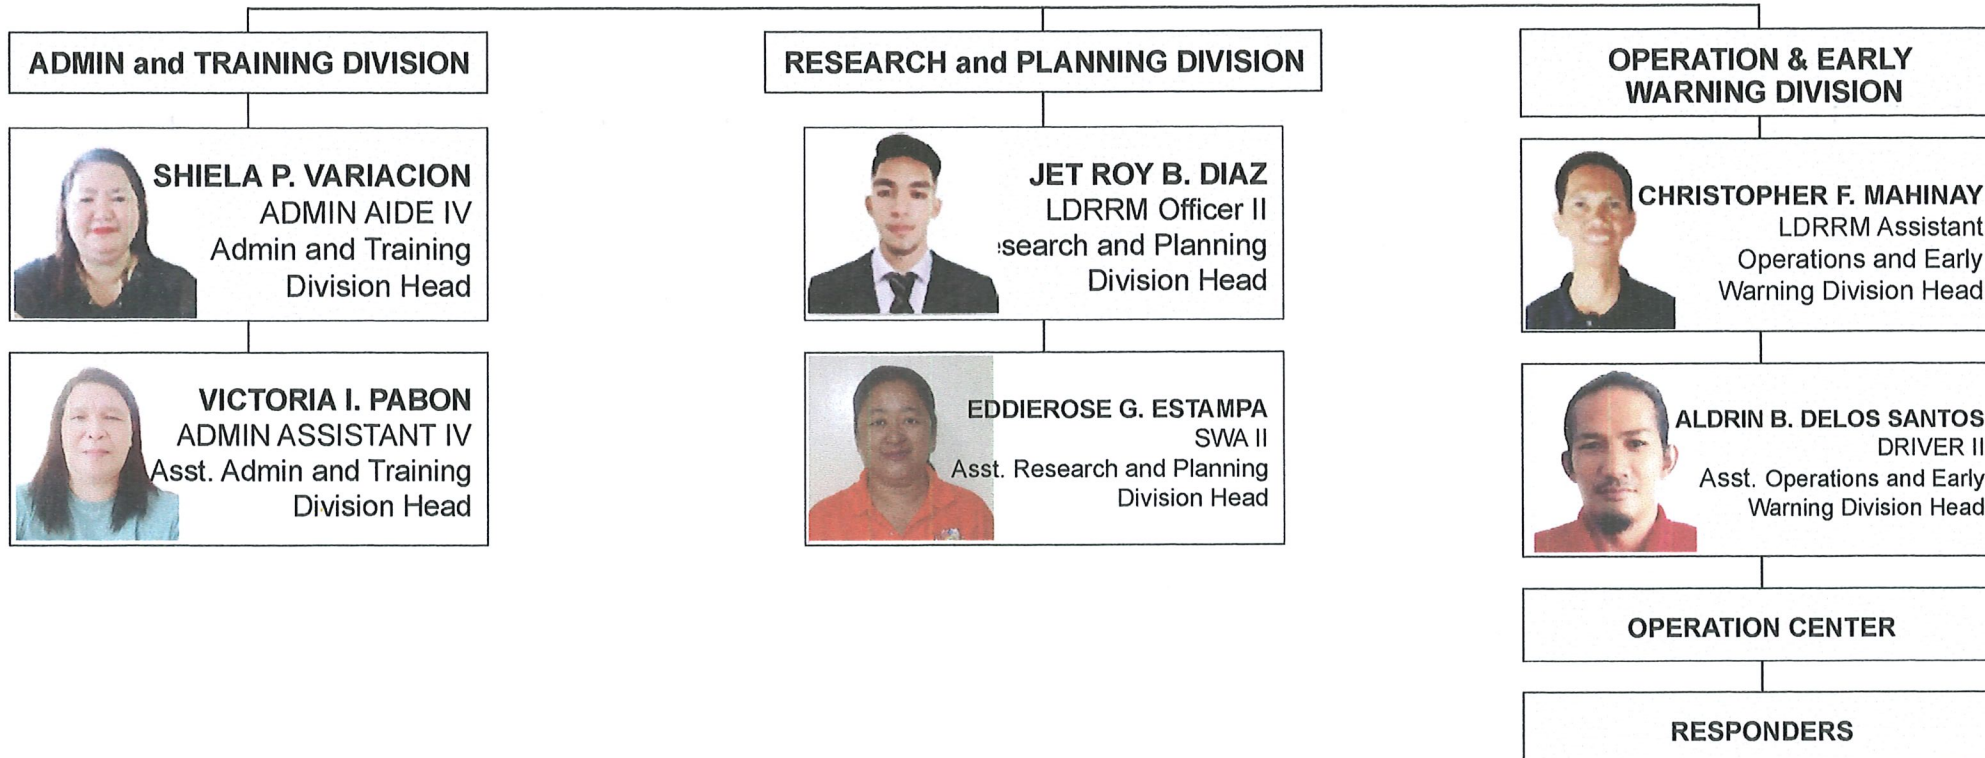 ADMIN and TRAINING DIVISION
SHIELA P. VARIACION
ADMIN AIDE IV
Admin and Training
Division Head
VICTORIA I. PABON
ADMIN ASSISTANT IV
Asst. Admin and Training
Division Head
RESEARCH and PLANNING DIVISION
JET ROY B. DIAZ
LDRRM Officer II
search and Planning
Division Head
EDDIEROSE G. ESTAMPA
SWA II
Asst. Research and Planning
Division Head
OPERATION & EARLY
WARNING DIVISION
CHRISTOPHER F. MAHINAY
LDRRM Assistant
Operations and Early
Warning Division Head
ALDRIN B. DELOS SANTOS
DRIVER II
Asst. Operations and Early
Warning Division Head
OPERATION CENTER
RESPONDERS